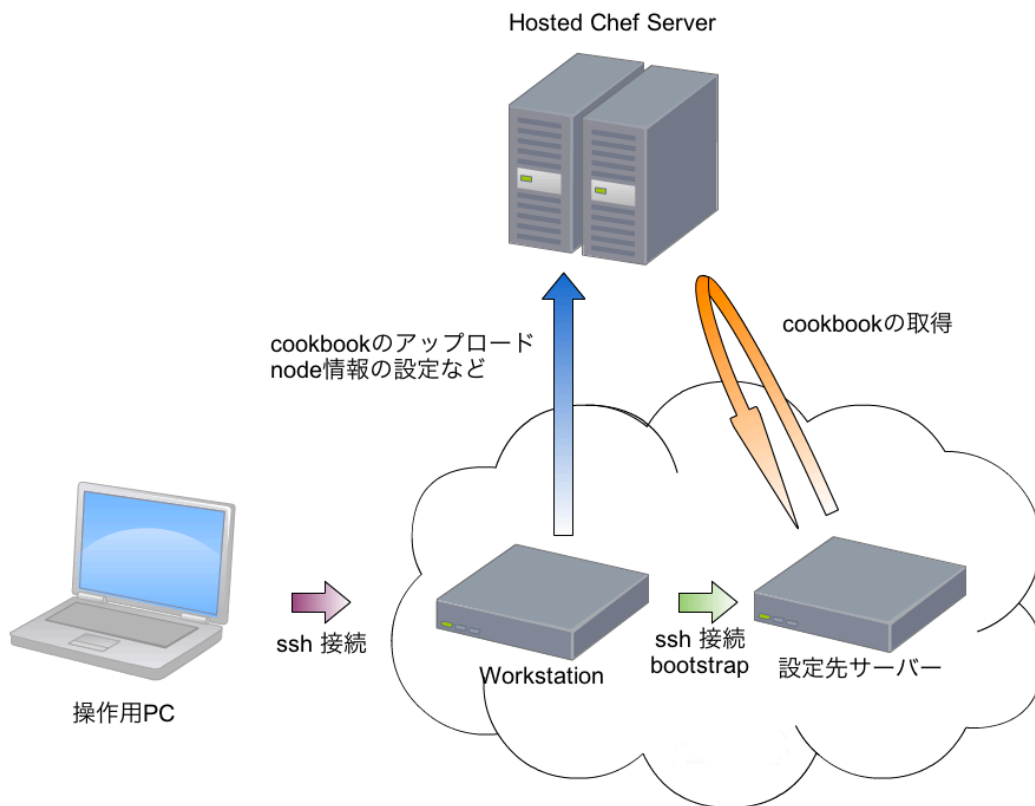 Hosted Chef Server
cookbookのアップロード
node情報の設定など
cookbookの取得
ssh 接続
ssh 接続
bootstrap
Workstation
設定先サーバー
操作用PC